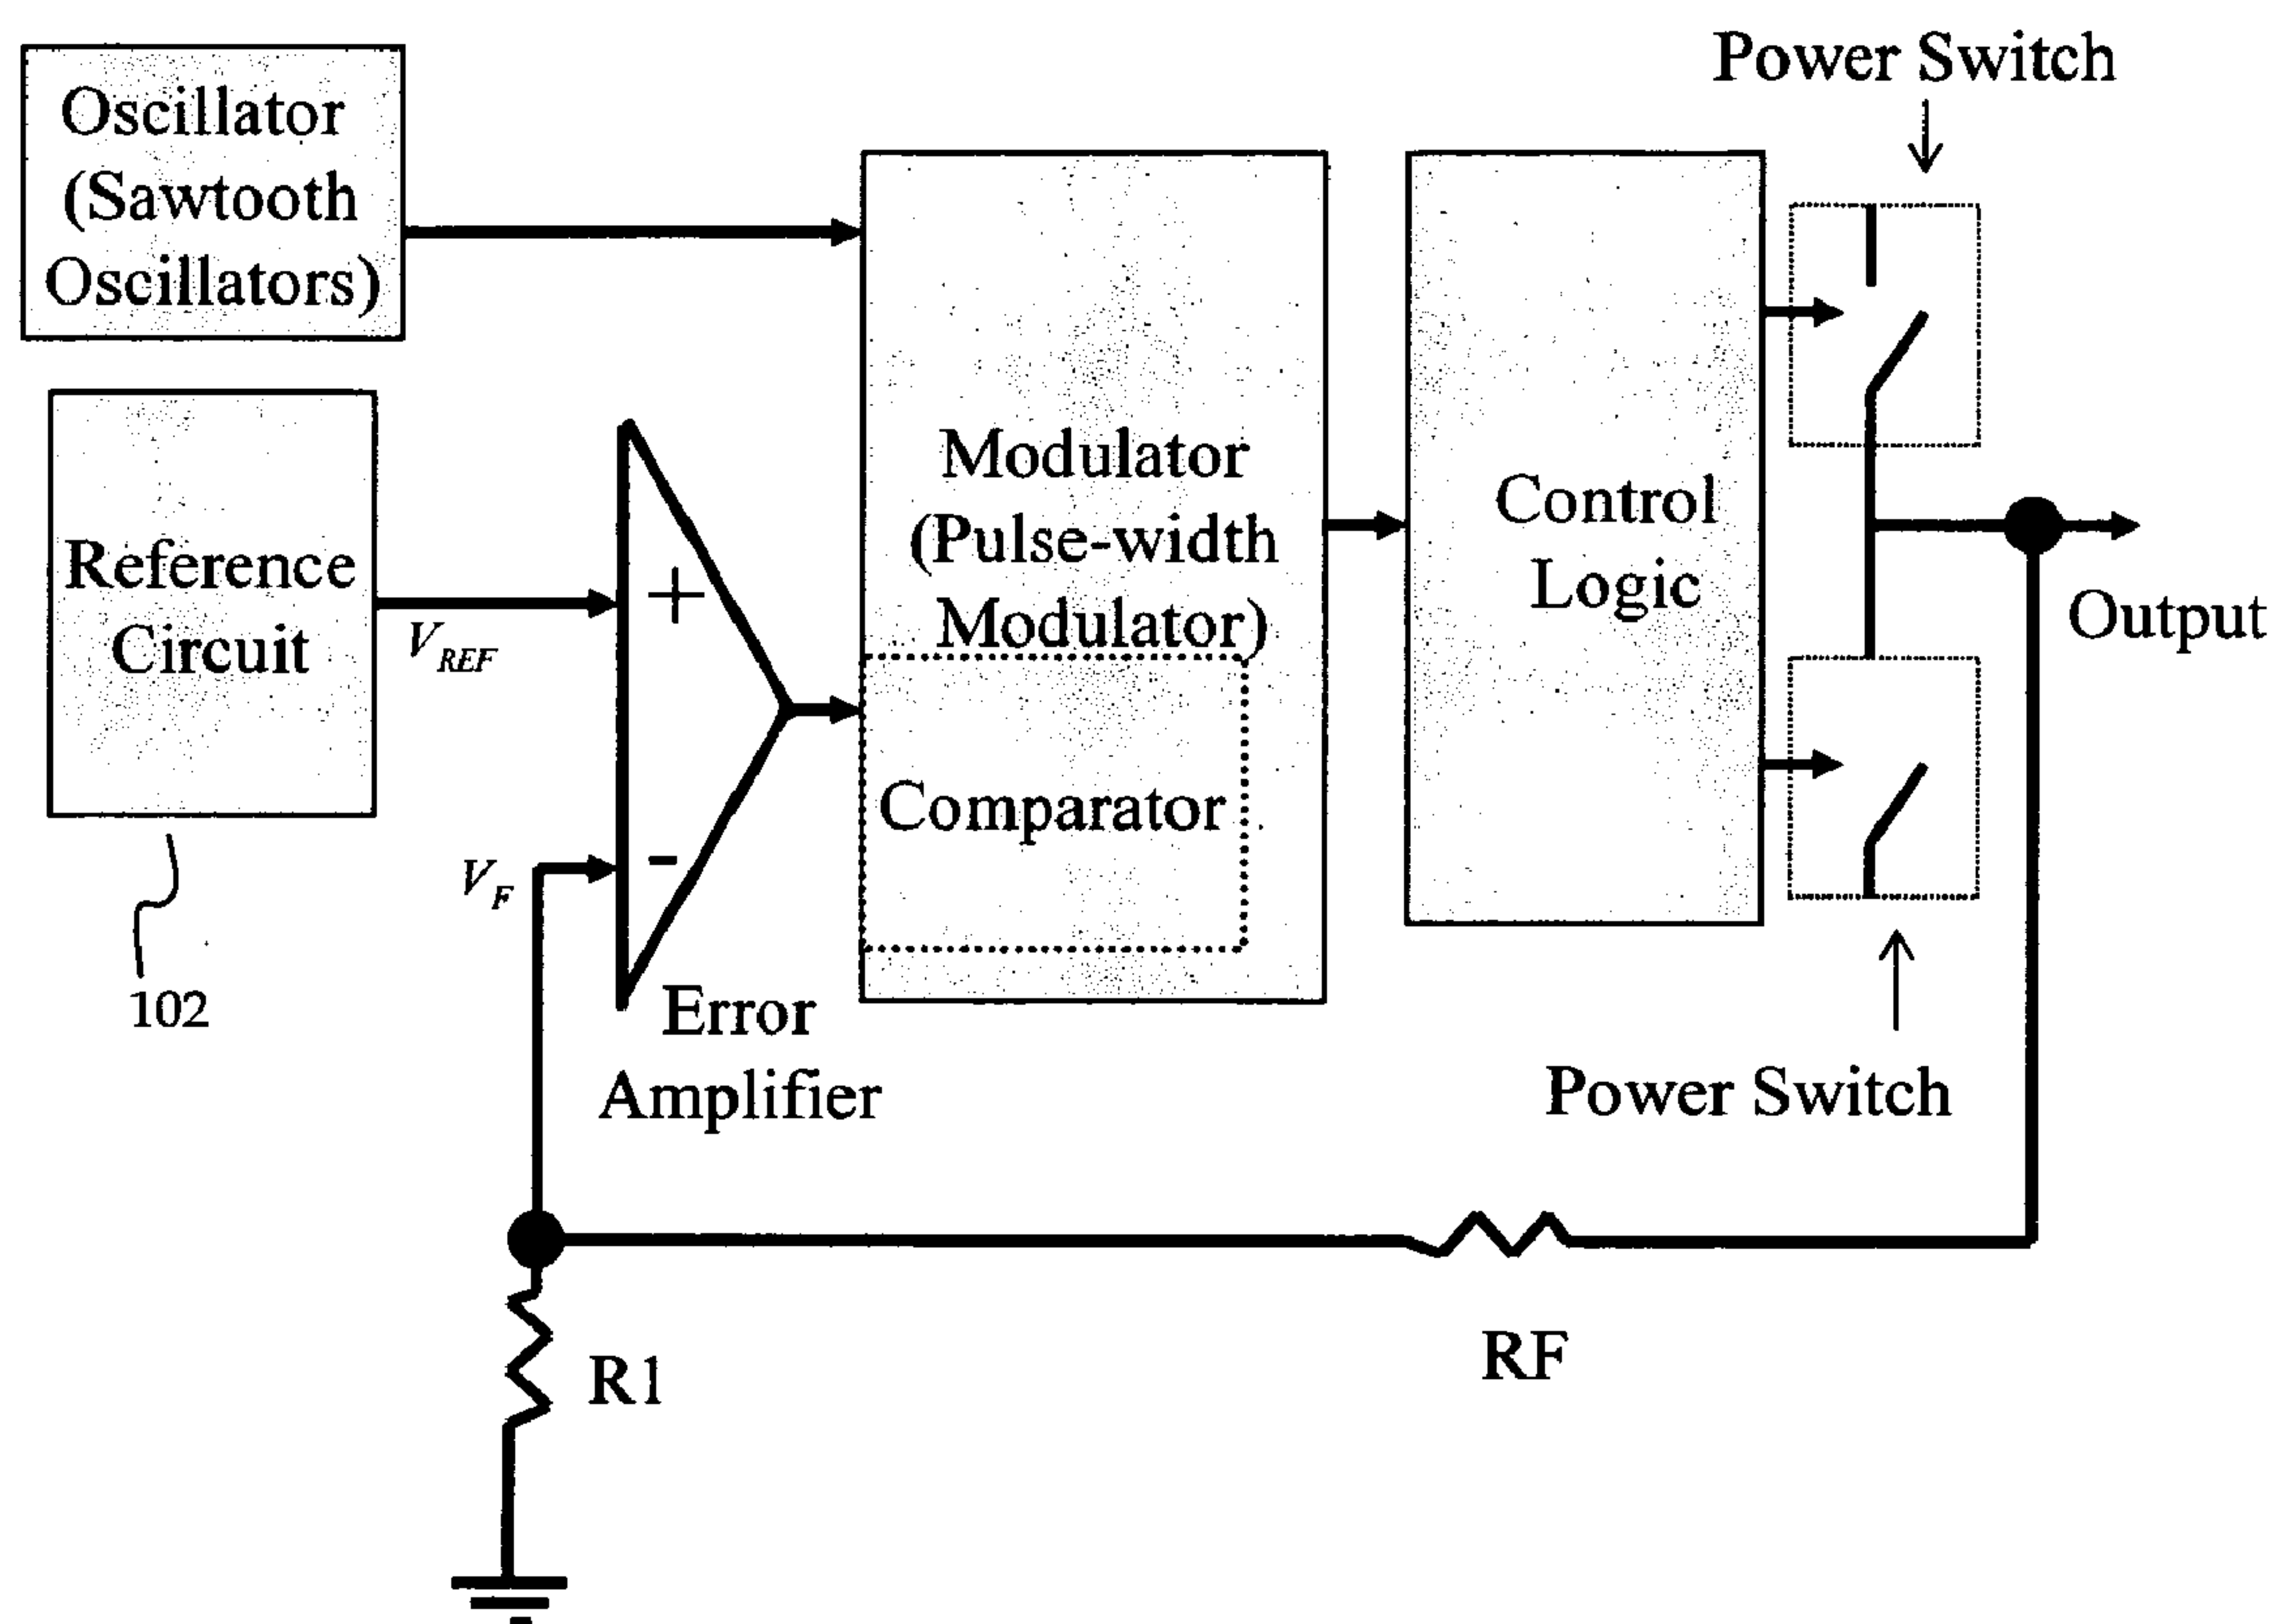 Power Switch
Oscillator
(Sawtooth
Oscillators)
Modulator
(Pulse-width
Modulator)
Control
Logic
Reference
Circuit
V_REF
+
Output
Comparator
V_F
-
102
Error
Amplifier
Power Switch
R1
RF